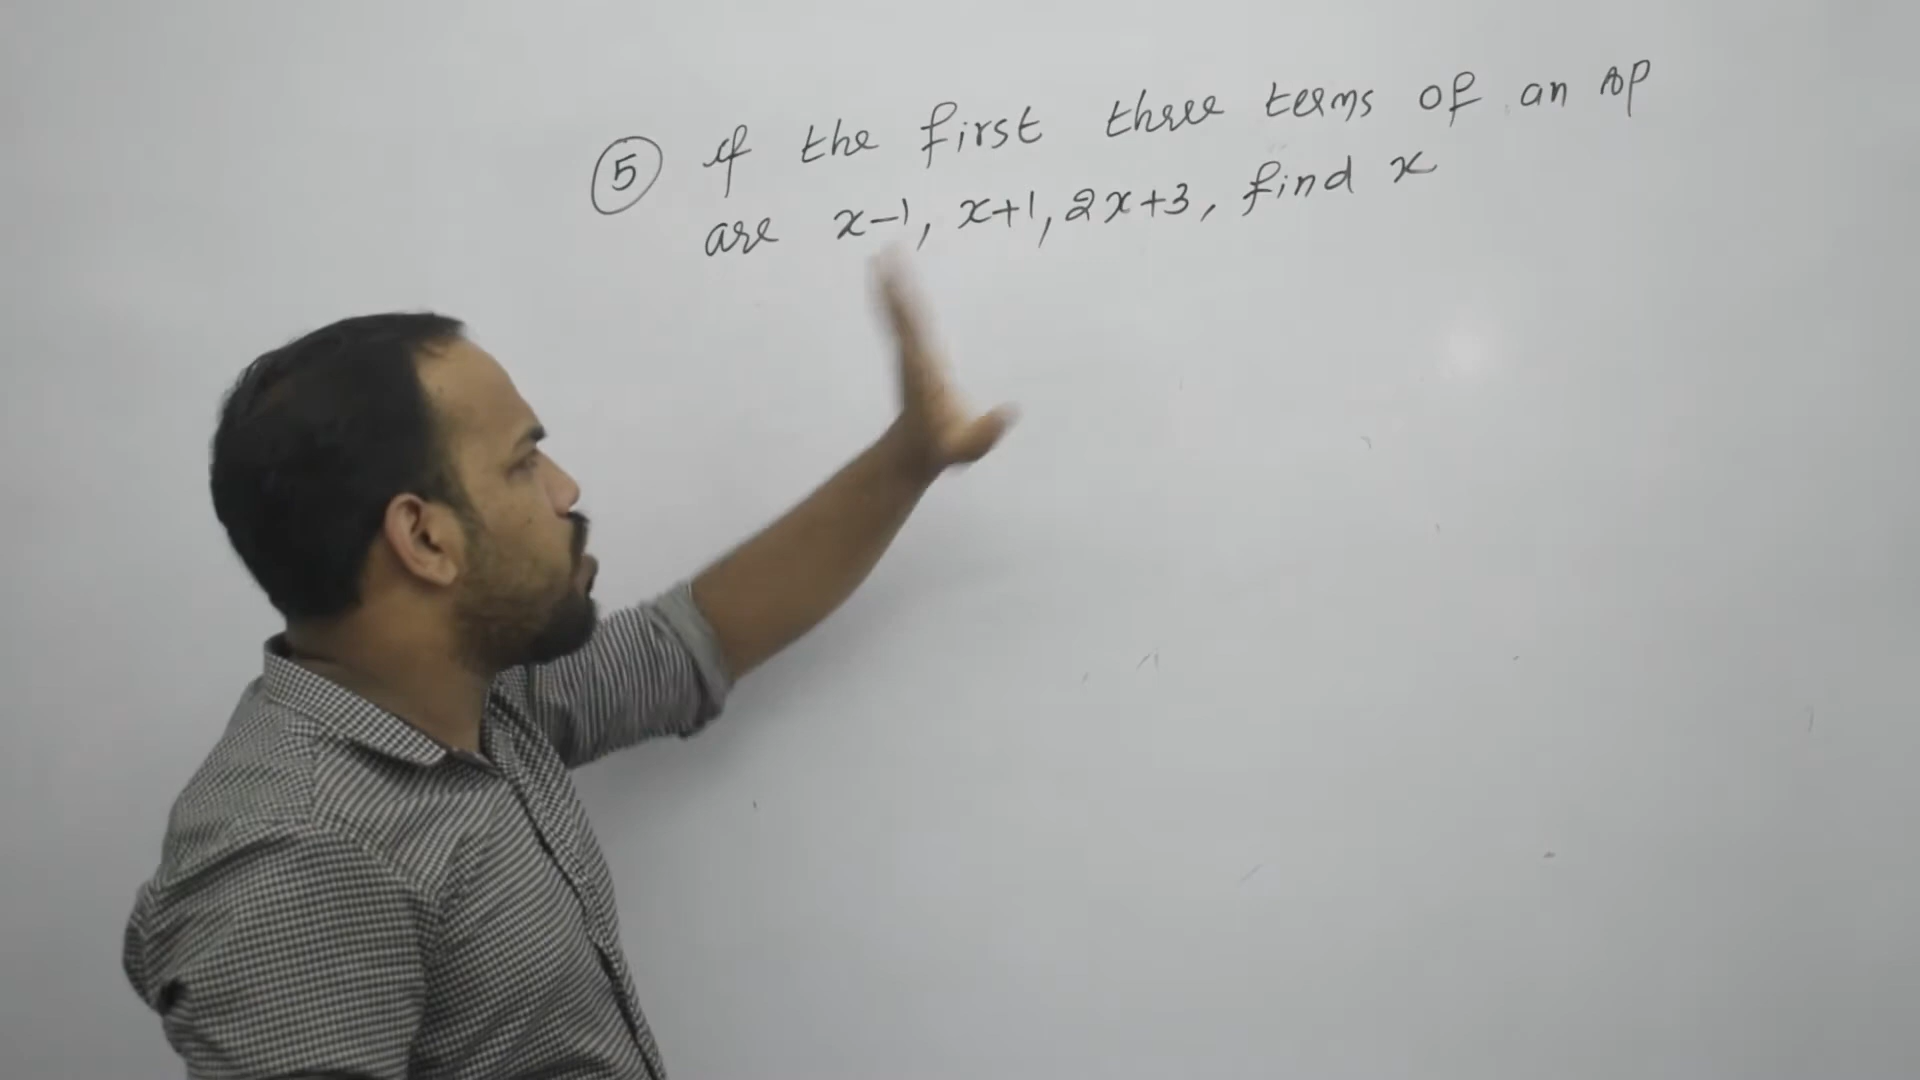 ⑤ If the first three terms of an AP
are x-1, x+1, 2x+3, find x